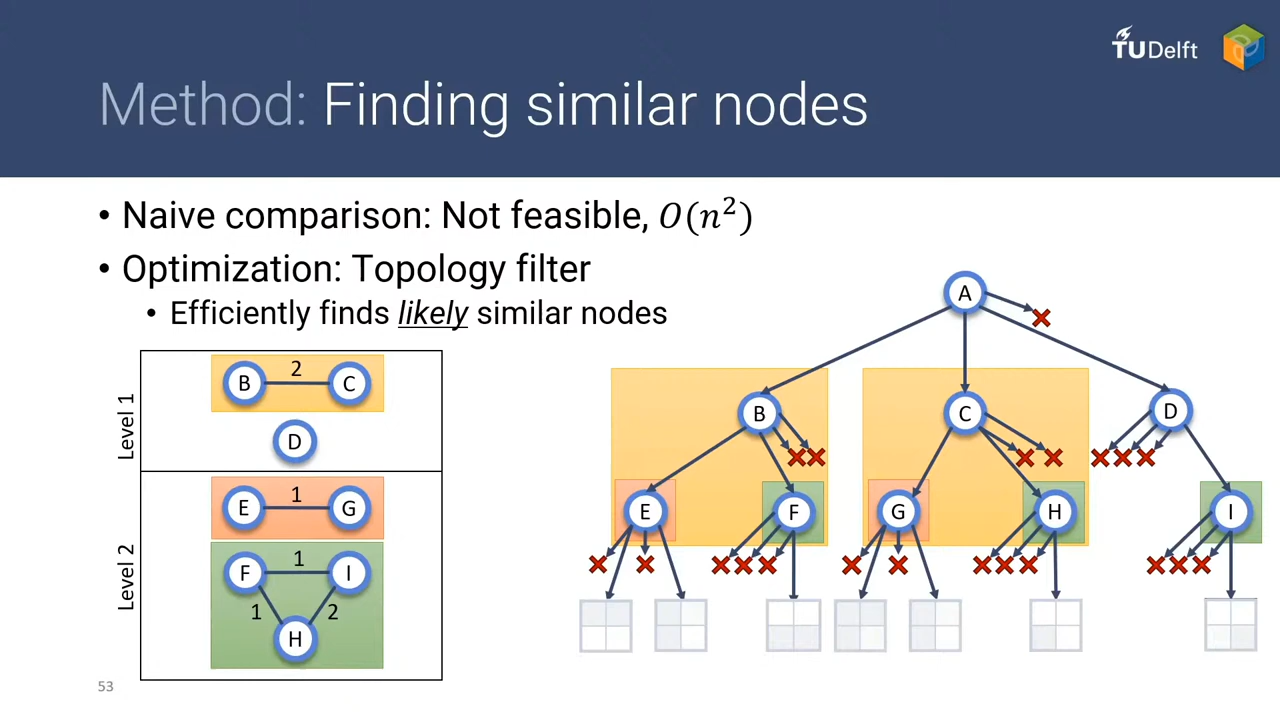 TUDelft
Method: Finding similar nodes
• Naive comparison: Not feasible, O(n²)
• Optimization: Topology filter
• Efficiently finds likely similar nodes
Level 1
B 2 C
D
Level 2
E 1 G
F 1 I
1 2
H
A
B C D
E F G H I
53